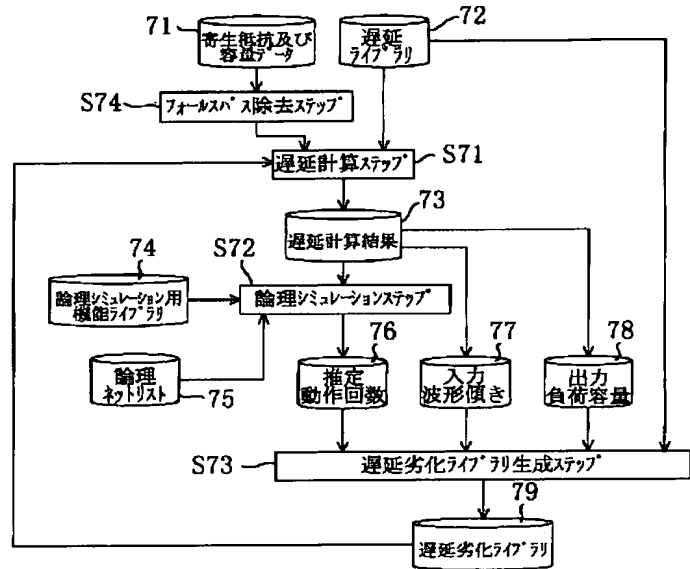 71
72
寄生抵抗及び
容量データ
遅延
ライブラリ
S74
フォールスパス除去ステップ
遅延計算ステップ
S71
73
遅延計算結果
74
S72
論理シミュレーション用
機能ライブラリ
論理シミュレーションステップ
76
77
78
論理
ネットリスト
75
推定
動作回数
入力
波形傾き
出力
負荷容量
S73
遅延劣化ライブラリ生成ステップ
79
遅延劣化ライブラリ